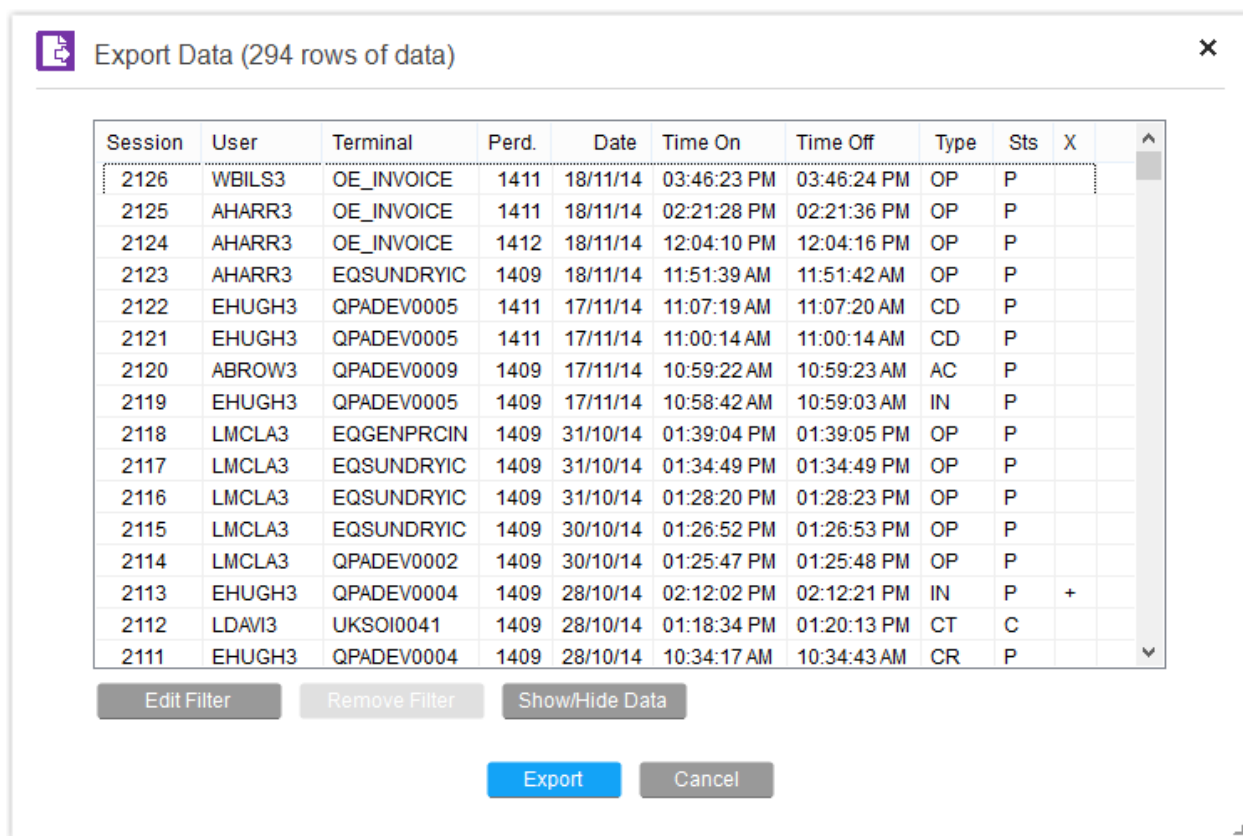 Export Data (294 rows of data)
Session User Terminal Perd. Date Time On Time Off Type Sts X
2126 WBILS3 OE_INVOICE 1411 18/11/14 03:46:23 PM 03:46:24 PM OP P
2125 AHARR3 OE_INVOICE 1411 18/11/14 02:21:28 PM 02:21:36 PM OP P
2124 AHARR3 OE_INVOICE 1412 18/11/14 12:04:10 PM 12:04:16 PM OP P
2123 AHARR3 EQSUNDRYIC 1409 18/11/14 11:51:39 AM 11:51:42 AM OP P
2122 EHUGH3 QPADEV0005 1411 17/11/14 11:07:19 AM 11:07:20 AM CD P
2121 EHUGH3 QPADEV0005 1411 17/11/14 11:00:14 AM 11:00:14 AM CD P
2120 ABROW3 QPADEV0009 1409 17/11/14 10:59:22 AM 10:59:23 AM AC P
2119 EHUGH3 QPADEV0005 1409 17/11/14 10:58:42 AM 10:59:03 AM IN P
2118 LMCLA3 EQGENPRCIN 1409 31/10/14 01:39:04 PM 01:39:05 PM OP P
2117 LMCLA3 EQSUNDRYIC 1409 31/10/14 01:34:49 PM 01:34:49 PM OP P
2116 LMCLA3 EQSUNDRYIC 1409 31/10/14 01:28:20 PM 01:28:23 PM OP P
2115 LMCLA3 EQSUNDRYIC 1409 30/10/14 01:26:52 PM 01:26:53 PM OP P
2114 LMCLA3 QPADEV0002 1409 30/10/14 01:25:47 PM 01:25:48 PM OP P
2113 EHUGH3 QPADEV0004 1409 28/10/14 02:12:02 PM 02:12:21 PM IN P +
2112 LDAVI3 UKSOI0041 1409 28/10/14 01:18:34 PM 01:20:13 PM CT C
2111 EHUGH3 QPADEV0004 1409 28/10/14 10:34:17 AM 10:34:43 AM CR P
Edit Filter Remove Filter Show/Hide Data
Export Cancel